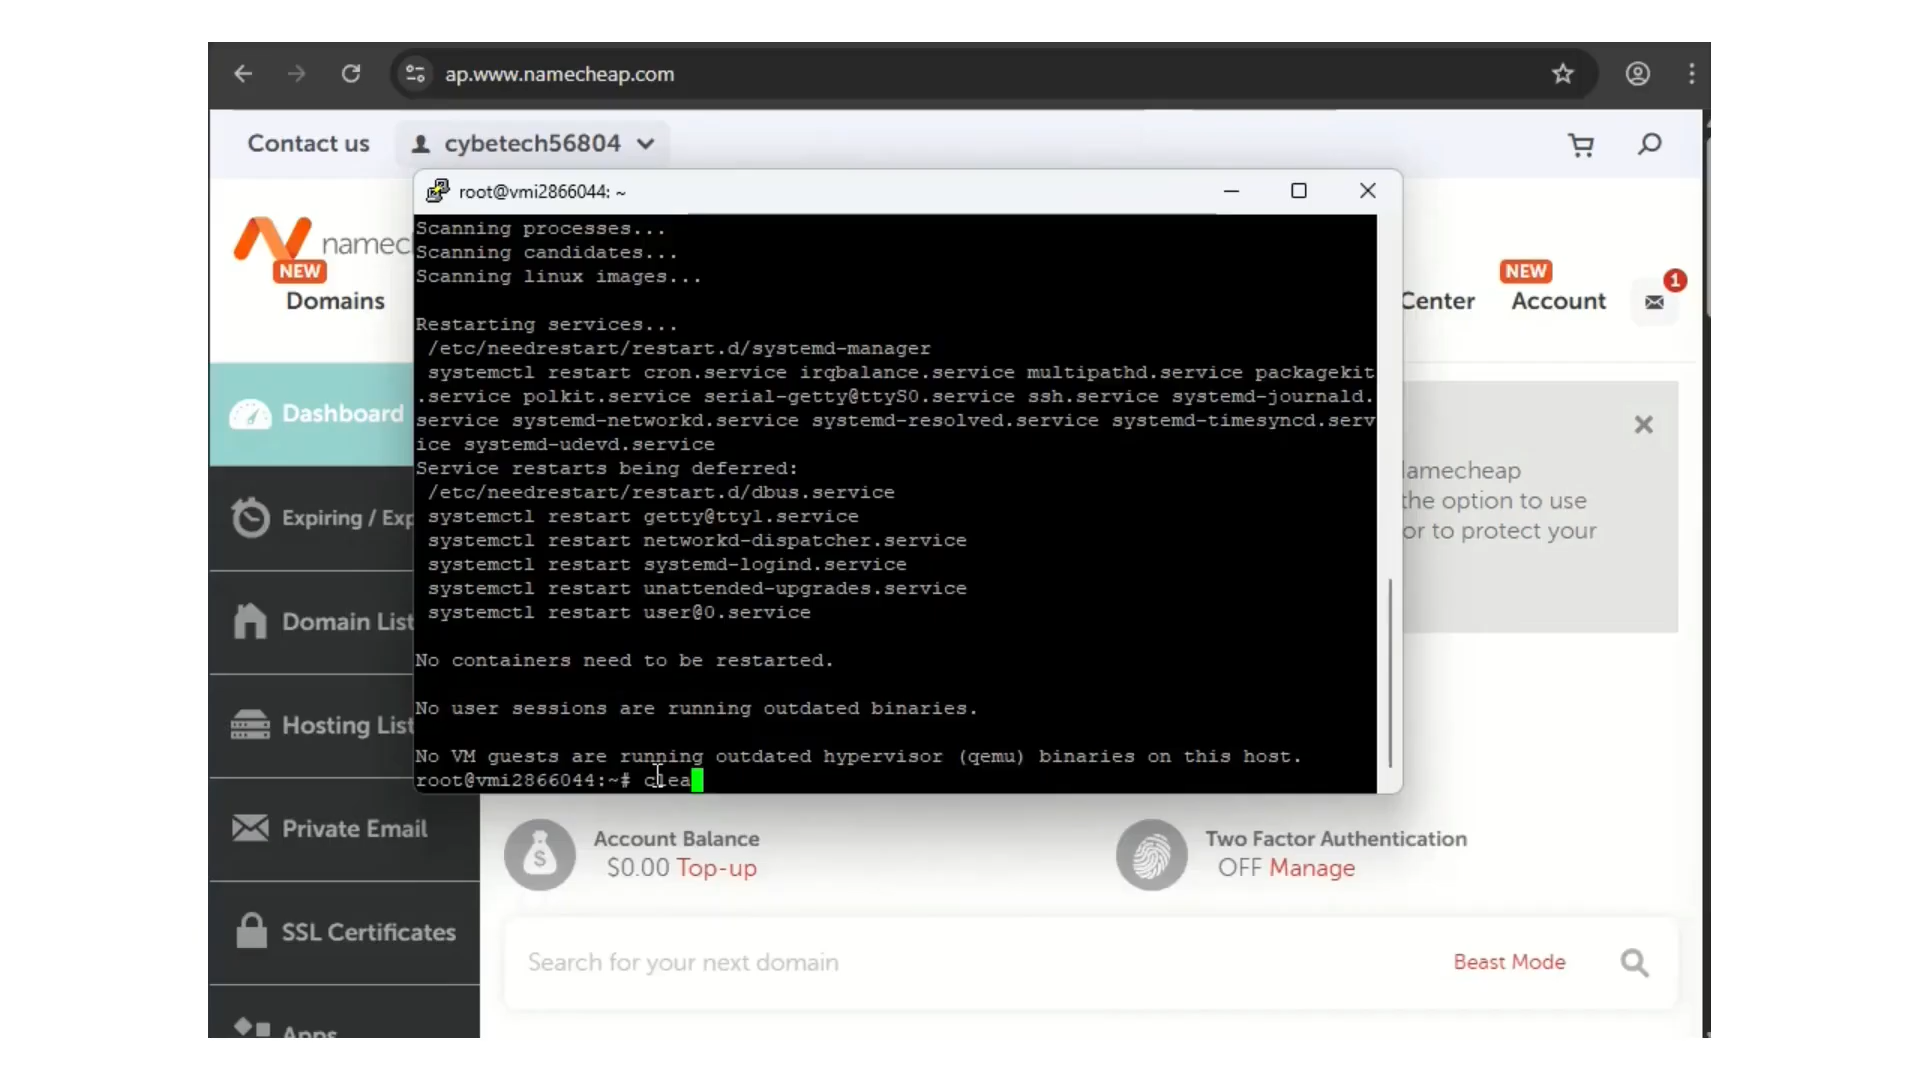 ap.www.namecheap.com
Contact us
cybetech56804
root@vmi2866044: ~
namec
NEW
Domains
NEW
Center
Account
1
Scanning processes...
Scanning candidates...
Scanning linux images...
Restarting services...
/etc/needrestart/restart.d/systemd-manager
systemctl restart cron.service irqbalance.service multipathd.service packagekit
.service polkit.service serial-getty@ttyS0.service ssh.service systemd-journald.
service systemd-networkd.service systemd-resolved.service systemd-timesyncd.serv
ice systemd-udevd.service
Service restarts being deferred:
/etc/needrestart/restart.d/dbus.service
systemctl restart getty@tty1.service
systemctl restart networkd-dispatcher.service
systemctl restart systemd-logind.service
systemctl restart unattended-upgrades.service
systemctl restart user@0.service
No containers need to be restarted.
No user sessions are running outdated binaries.
No VM guests are running outdated hypervisor (qemu) binaries on this host.
root@vmi2866044:~# clea
Dashboard
Expiring / Exp
Domain List
Hosting List
Private Email
SSL Certificates
Apps
amecheap
the option to use
or to protect your
Account Balance
$0.00 Top-up
Two Factor Authentication
OFF Manage
Search for your next domain
Beast Mode